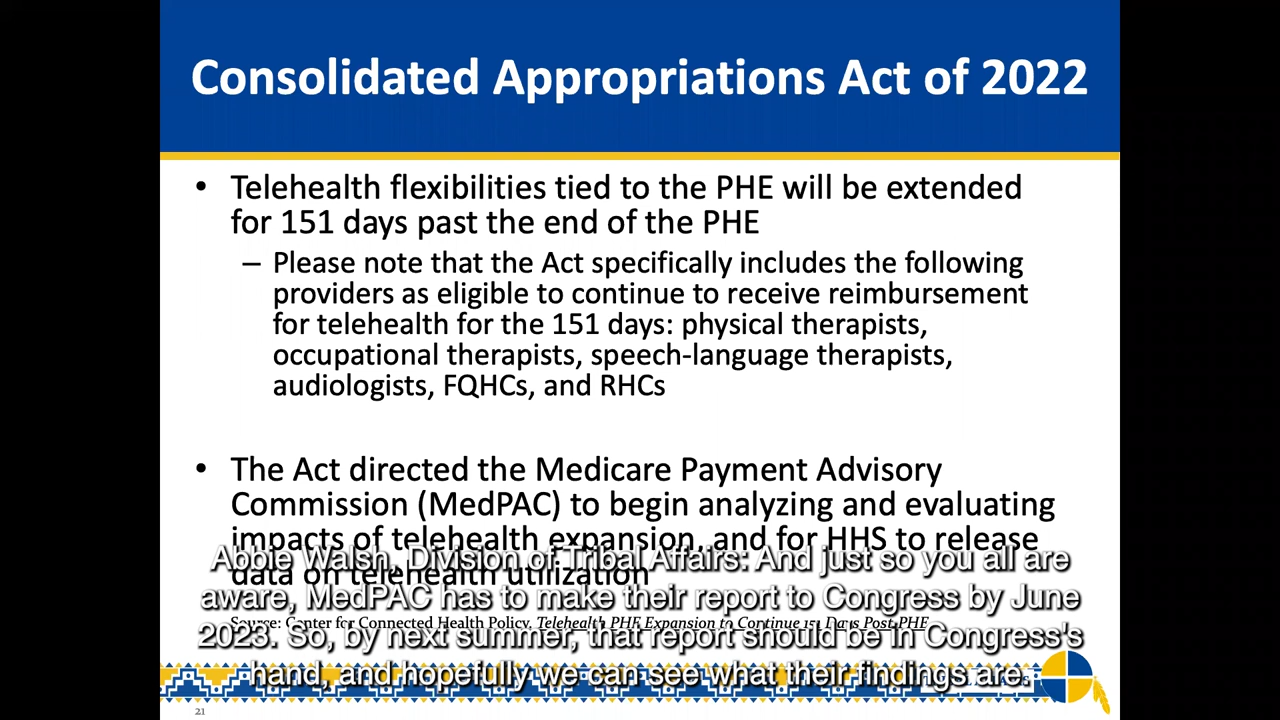 Consolidated Appropriations Act of 2022
• Telehealth flexibilities tied to the PHE will be extended
for 151 days past the end of the PHE
– Please note that the Act specifically includes the following
providers as eligible to continue to receive reimbursement
for telehealth for the 151 days: physical therapists,
occupational therapists, speech-language therapists,
audiologists, FQHCs, and RHCs
• The Act directed the Medicare Payment Advisory
Commission (MedPAC) to begin analyzing and evaluating
impacts of telehealth expansion, and for HHS to release
data on telehealth utilization
Source: Center for Connected Health Policy, Telehealth PHE Expansion to Continue 151 Days Post-PHE
Abbie Walsh, Division of Tribal Affairs: And just so you all are
aware, MedPAC has to make their report to Congress by June
2023. So, by next summer, that report should be in Congress's
hand, and hopefully we can see what their findings are.
21